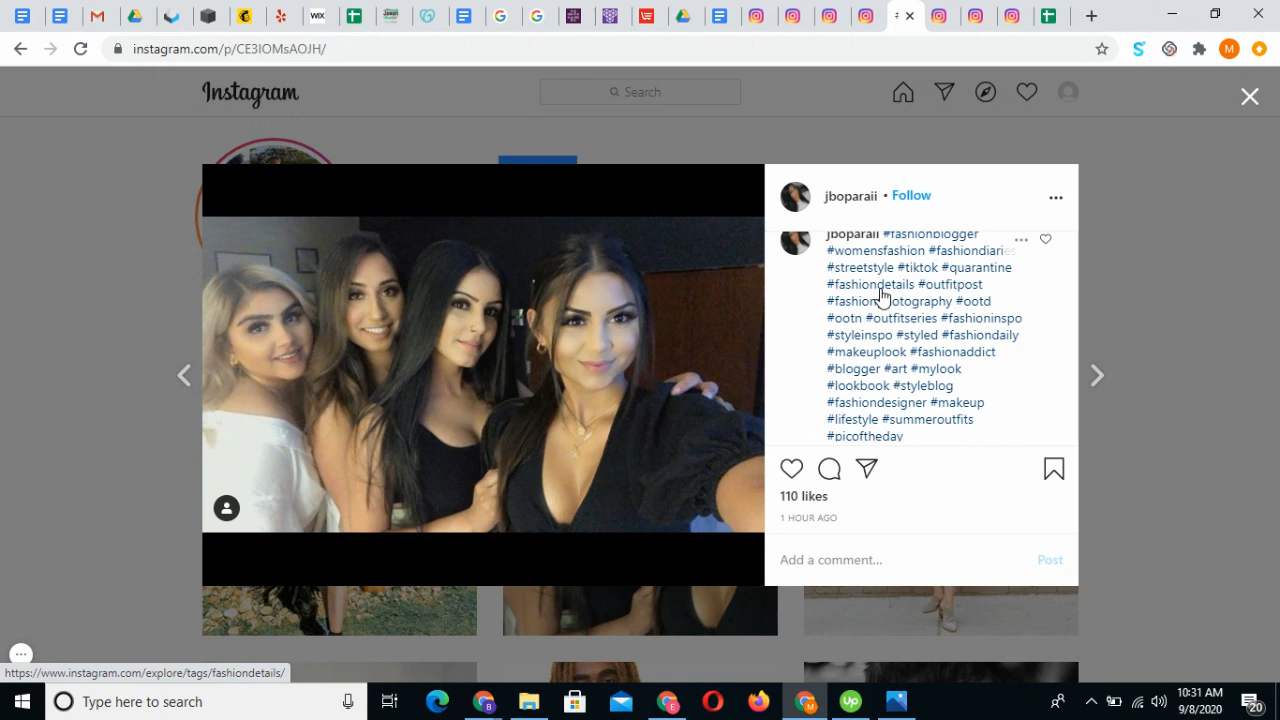 instagram.com/p/CE3IOMsAOJH/
Instagram
Search
jboparaii • Follow
jboparaii #fashionblogger
#womensfashion #fashiondiaries
#streetstyle #tiktok #quarantine
#fashiondetails #outfitpost
#fashionphotography #ootd
#ootn #outfitseries #fashioninspo
#styleinspo #styled #fashiondaily
#makeuplook #fashionaddict
#blogger #art #mylook
#lookbook #styleblog
#fashiondesigner #makeup
#lifestyle #summeroutfits
#picoftheday
110 likes
1 HOUR AGO
Add a comment...
Post
https://www.instagram.com/explore/tags/fashiondetails/
Type here to search
10:31 AM
9/8/2020
20